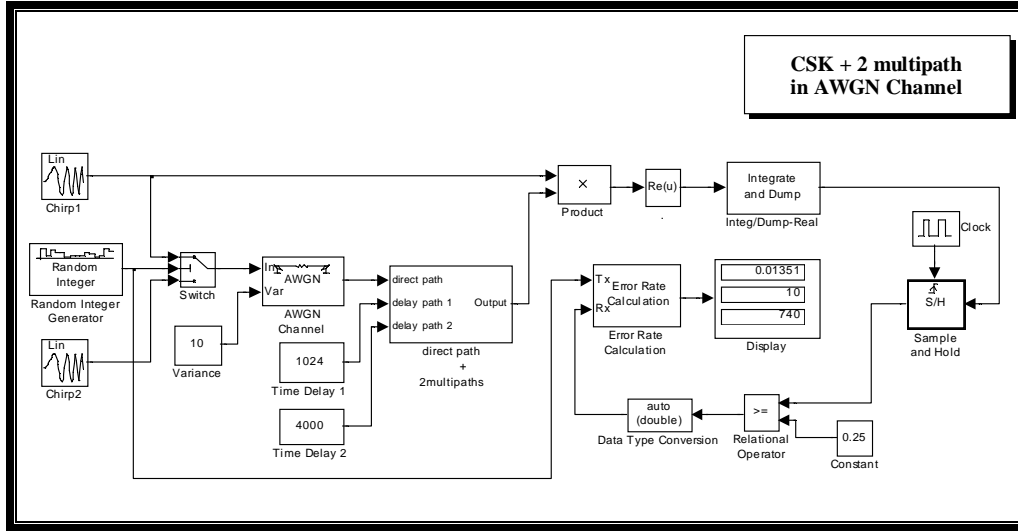 CSK + 2 multipath
in AWGN Channel
Lin
Chirp1
Random
Integer
Random Integer
Generator
Lin
Chirp2
Switch
10
Variance
In
AWGN
Var
AWGN
Channel
1024
Time Delay 1
4000
Time Delay 2
direct path
delay path 1
delay path 2
Output
direct path
+
2multipaths
×
Product
Re(u)
.
Integrate
and Dump
Integ/Dump-Real
Clock
S/H
Sample
and Hold
Tx
Error Rate
Calculation
Rx
Error Rate
Calculation
0.01351
10
740
Display
auto
(double)
Data Type Conversion
>=
Relational
Operator
0.25
Constant